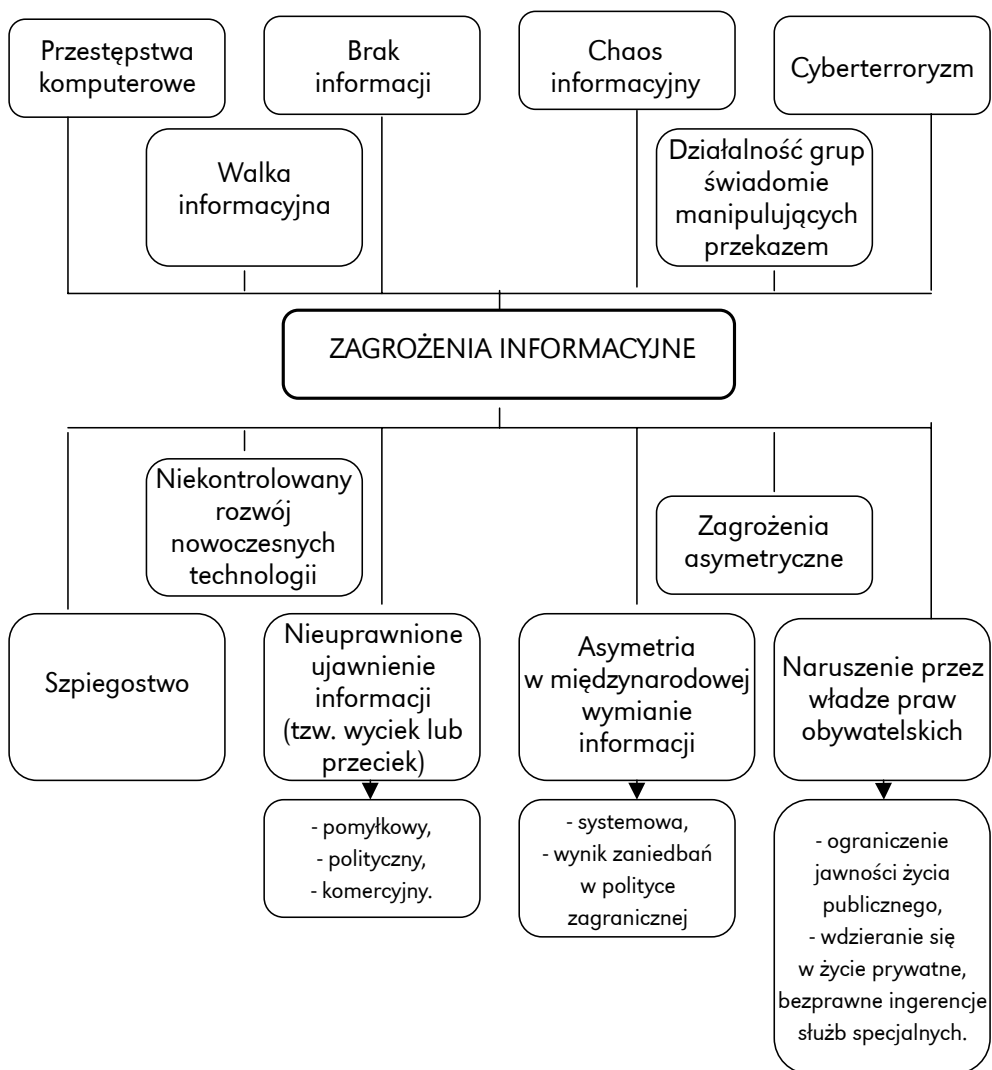 Przestępstwa
komputerowe
Brak
informacji
Chaos
informacyjny
Cyberterroryzm
Walka
informacyjna
Działalność grup
świadomie
manipulujących
przekazem
ZAGROŻENIA INFORMACYJNE
Niekontrolowany
rozwój
nowoczesnych
technologii
Zagrożenia
asymetryczne
Szpiegostwo
Nieuprawnione
ujawnienie
informacji
(tzw. wyciek lub
przeciek)
Asymetria
w międzynarodowej
wymianie
informacji
Naruszenie przez
władze praw
obywatelskich
- pomyłkowy,
- polityczny,
- komercyjny.
- systemowa,
- wynik zaniedbań
w polityce
zagranicznej
- ograniczenie
jawności życia
publicznego,
- wdzieranie się
w życie prywatne,
bezprawne ingerencje
służb specjalnych.